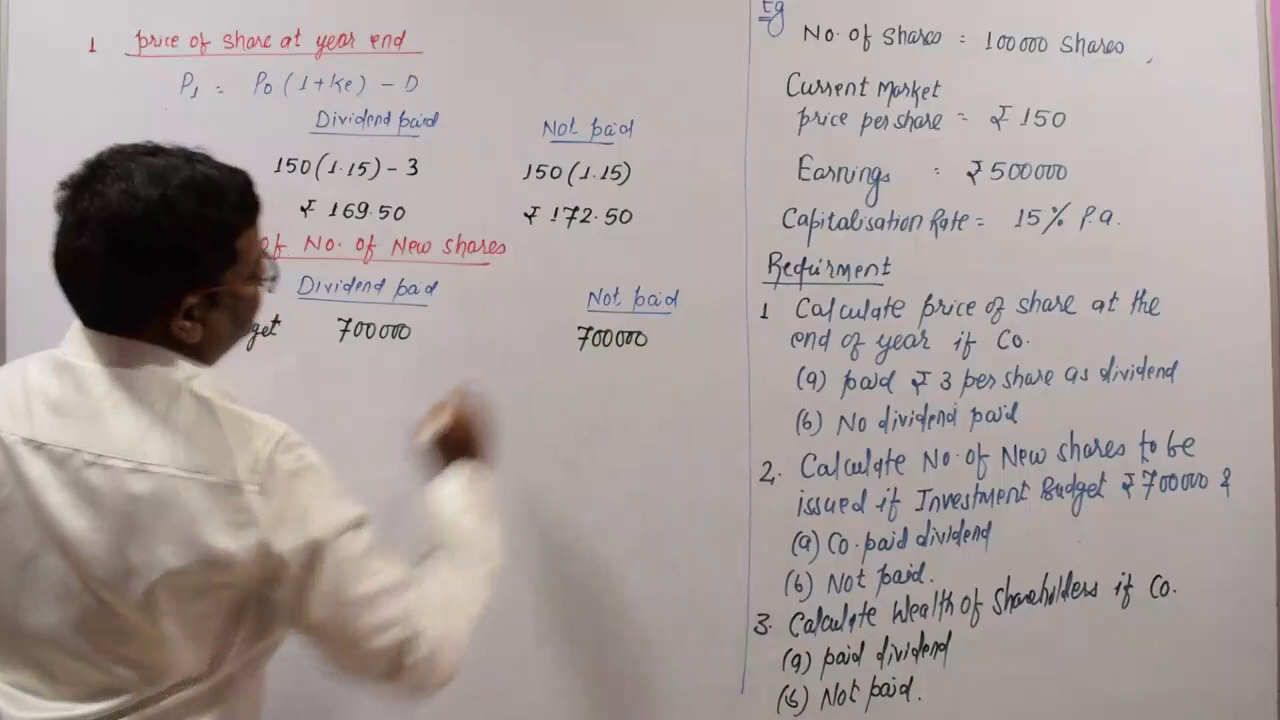 1 price of share at year end
P1 = P0 (1+ke) - D
Dividend paid Not paid
150(1.15) - 3 150(1.15)
₹ 169.50 ₹ 172.50
of No. of New shares
Dividend paid Not paid
get 700000 700000
Eg
No. of shares = 100000 shares
Current Market
price per share = ₹ 150
Earnings = ₹ 500000
Capitalisation Rate = 15% P.a.
Requirment
1 Calculate price of share at the
end of year if Co.
(a) paid ₹ 3 per share as dividend
(b) No dividend paid
2. Calculate No. of New shares to be
issued if Investment Budget ₹ 700000 &
(a) Co. paid dividend
(b) Not paid.
3. Calculate Wealth of Shareholders if Co.
(a) paid dividend
(b) Not paid.